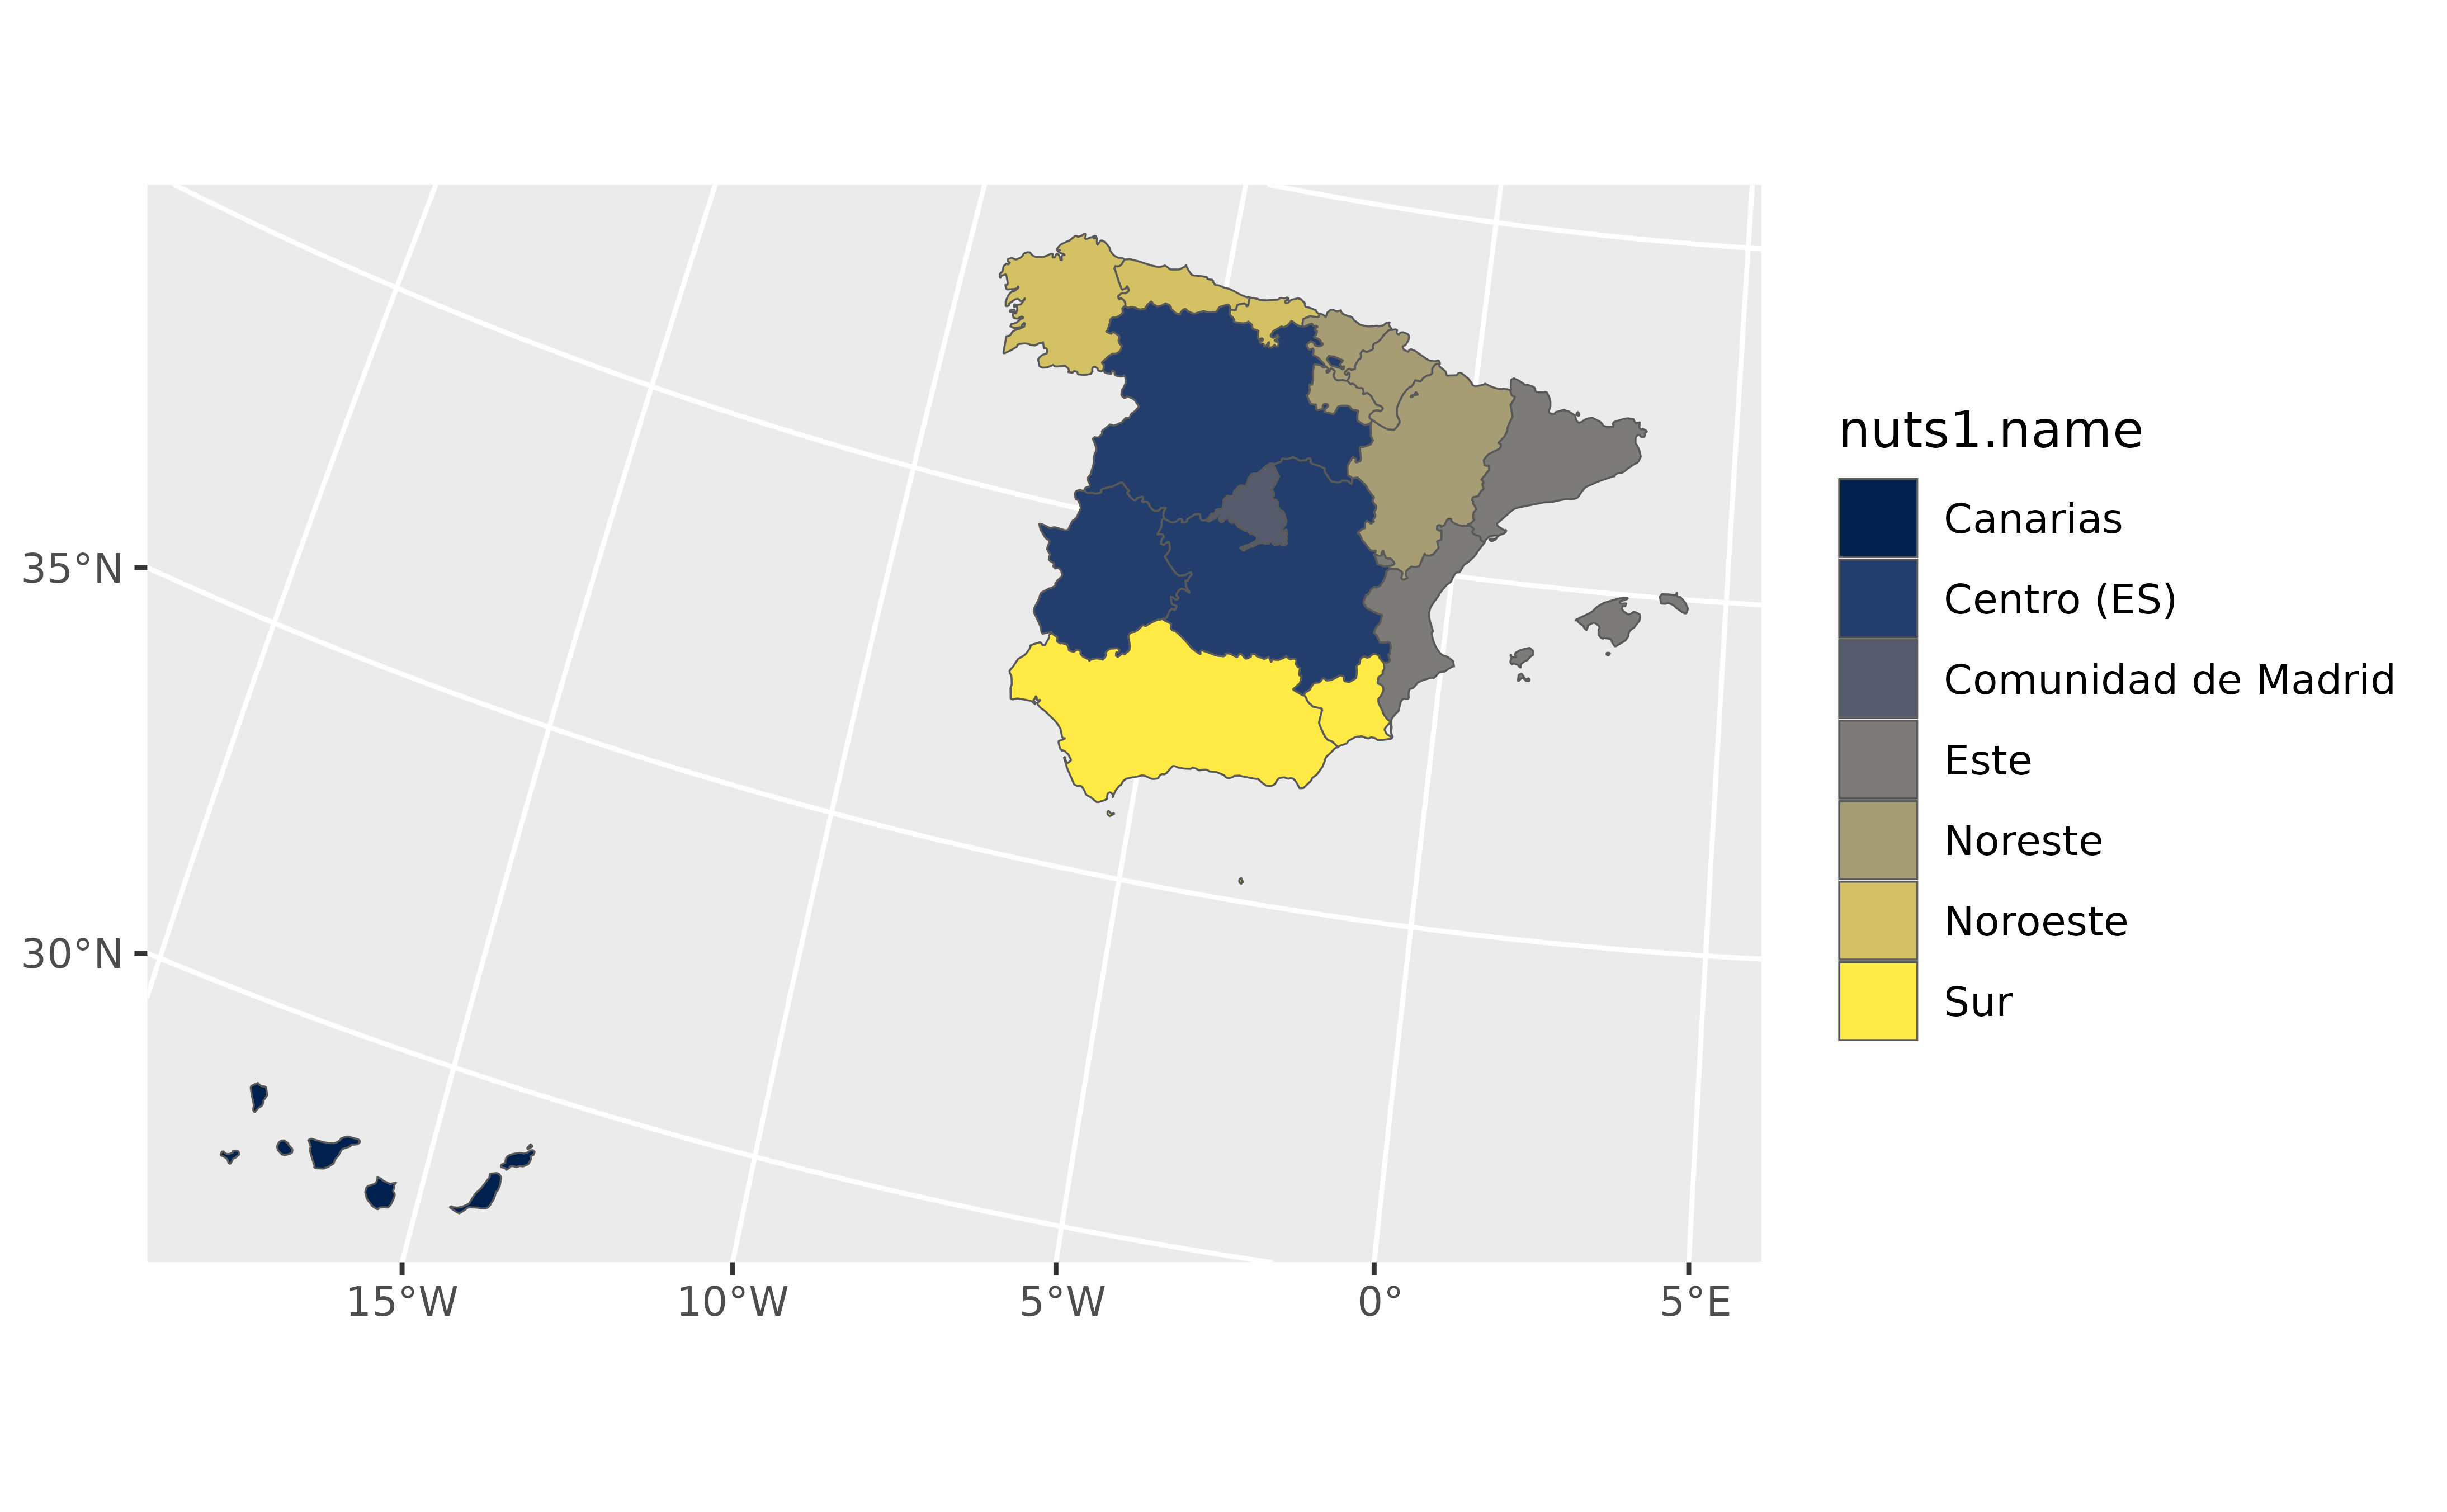 nuts1.name
Canarias
Centro (ES)
Comunidad de Madrid
Este
Noreste
Noroeste
Sur
35°N
30°N
15°W
10°W
5°W
0°
5°E